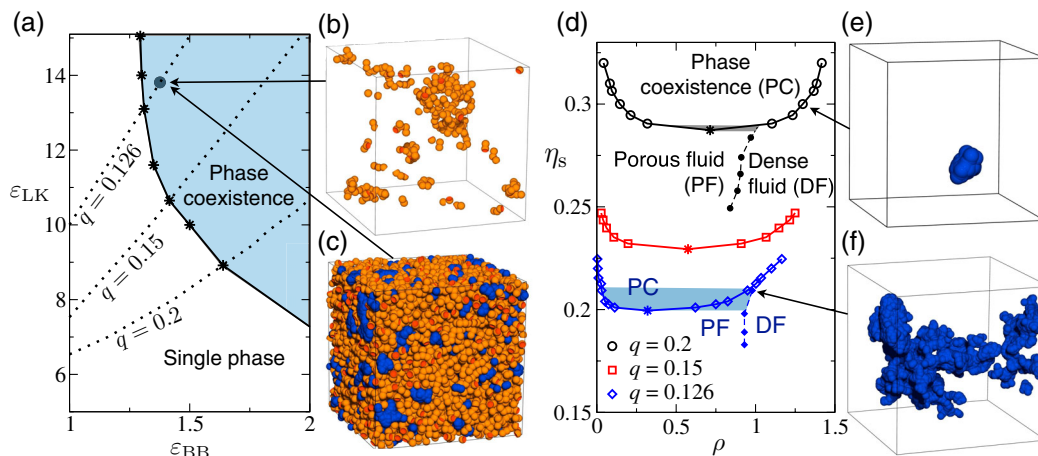 (a)
14
12
10
8
6
ε_LK
1
1.5
2
ε_BB
q = 0.126
q = 0.15
q = 0.2
Phase
coexistence
Single phase
(b)
(c)
(d)
0.3
0.25
0.2
0.15
η_s
0
0.5
1
1.5
ρ
Phase
coexistence (PC)
Porous fluid
(PF)
Dense
fluid (DF)
PC
PF
DF
q = 0.2
q = 0.15
q = 0.126
(e)
(f)